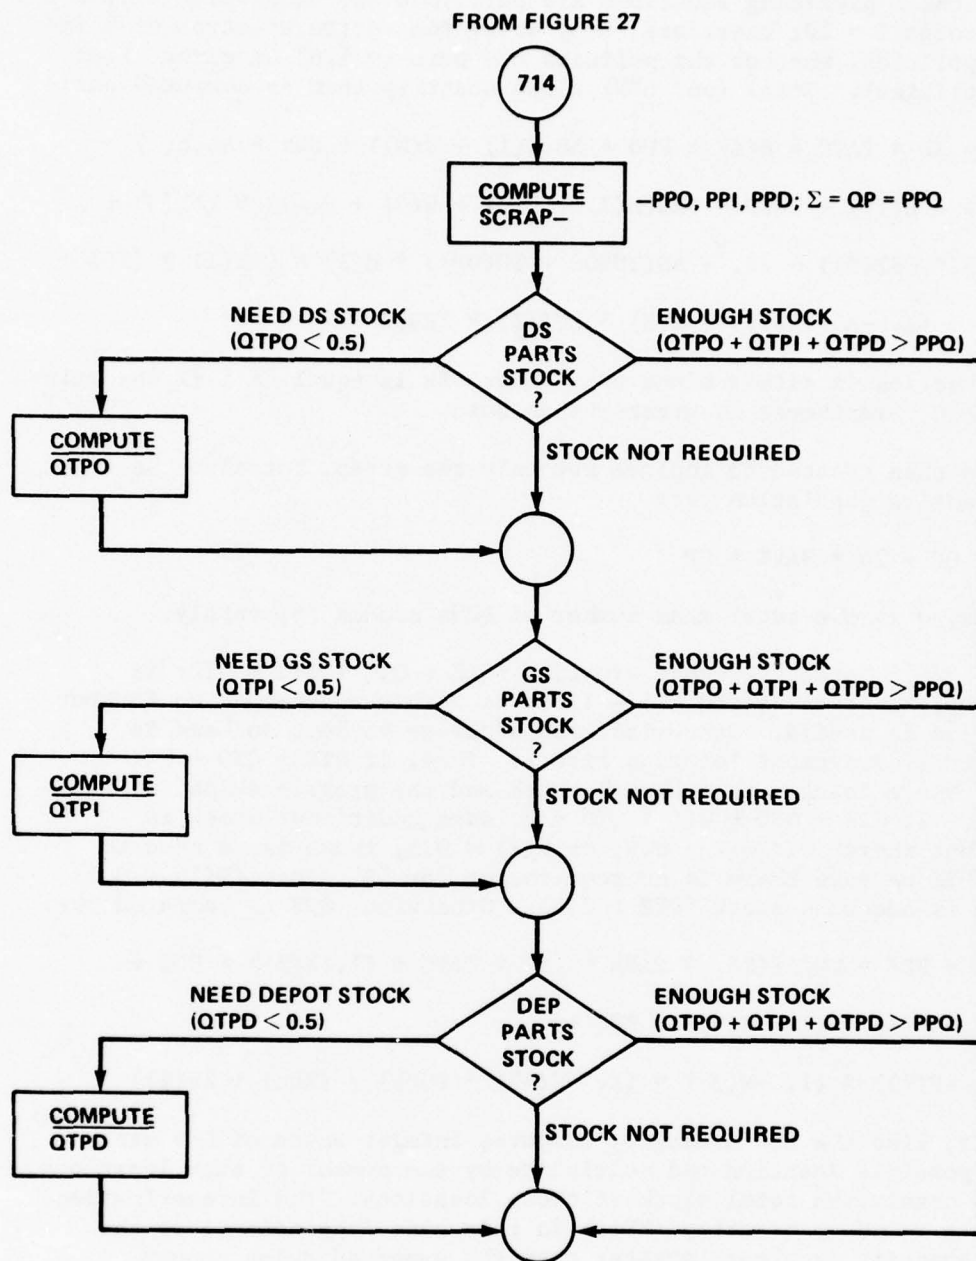 FROM FIGURE 27
714
COMPUTE
SCRAP–
–PPO, PPI, PPD; Σ = QP = PPQ
NEED DS STOCK
(QTPO < 0.5)
DS
PARTS
STOCK
?
ENOUGH STOCK
(QTPO + QTPI + QTPD > PPQ)
COMPUTE
QTPO
STOCK NOT REQUIRED
NEED GS STOCK
(QTPI < 0.5)
GS
PARTS
STOCK
?
ENOUGH STOCK
(QTPO + QTPI + QTPD > PPQ)
COMPUTE
QTPI
STOCK NOT REQUIRED
NEED DEPOT STOCK
(QTPD < 0.5)
DEP
PARTS
STOCK
?
ENOUGH STOCK
(QTPO + QTPI + QTPD > PPQ)
COMPUTE
QTPD
STOCK NOT REQUIRED